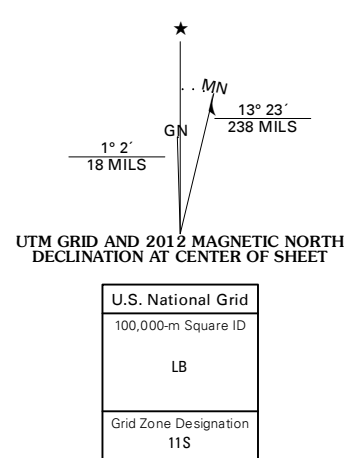 ★
MN
GN
13° 23´
238 MILS
1° 2´
18 MILS
UTM GRID AND 2012 MAGNETIC NORTH
DECLINATION AT CENTER OF SHEET
U.S. National Grid
100,000-m Square ID
LB
Grid Zone Designation
11S